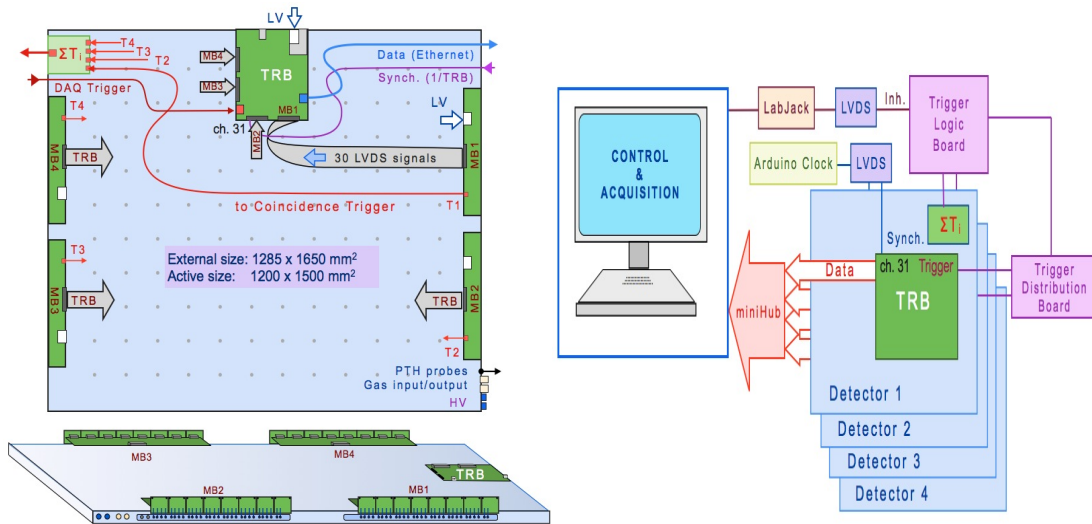 LV
ΣTi
T4
T3
T2
DAQ Trigger
MB4
MB3
TRB
Data (Ethernet)
Synch. (1/TRB)
MB1
ch. 31
MB2
LV
T4
MB4
TRB
30 LVDS signals
MB1
to Coincidence Trigger
T1
T3
MB3
TRB
External size: 1285 x 1650 mm²
Active size: 1200 x 1500 mm²
TRB
MB2
T2
PTH probes
Gas input/output
HV
MB3
MB4
TRB
MB2
MB1
CONTROL
&
ACQUISITION
LabJack
LVDS
Inh.
Trigger
Logic
Board
Arduino Clock
LVDS
Synch.
ΣTi
Data
ch. 31
Trigger
TRB
miniHub
Trigger
Distribution
Board
Detector 1
Detector 2
Detector 3
Detector 4